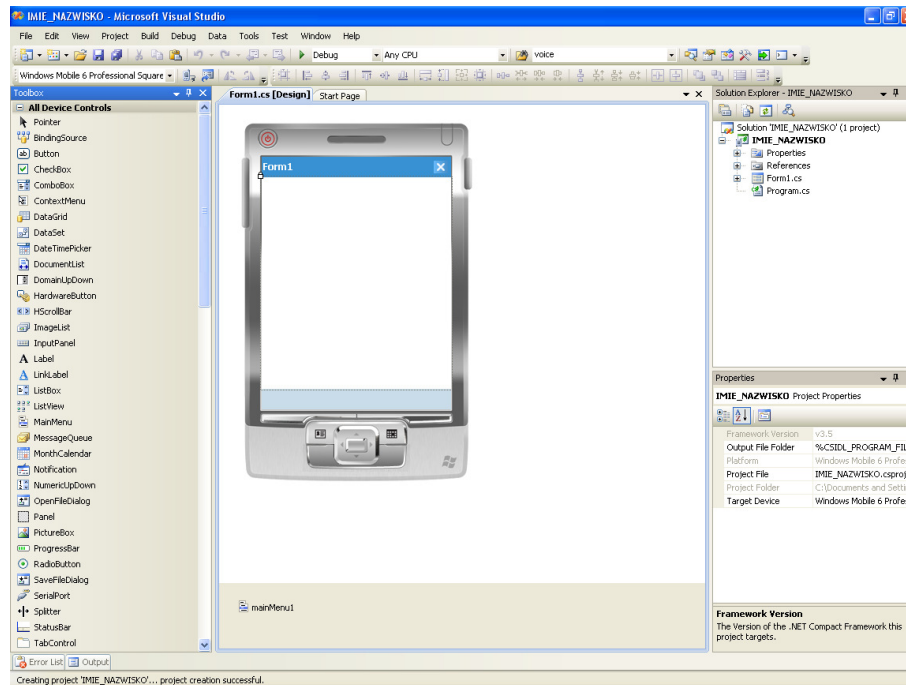 IMIE_NAZWISKO - Microsoft Visual Studio
File Edit View Project Build Debug Data Tools Test Window Help
Debug Any CPU voice
Windows Mobile 6 Professional Square
Toolbox
All Device Controls
Pointer
BindingSource
Button
CheckBox
ComboBox
ContextMenu
DataGrid
DataSet
DateTimePicker
DocumentList
DomainUpDown
HardwareButton
HScrollBar
ImageList
InputPanel
Label
LinkLabel
ListBox
ListView
MainMenu
MessageQueue
MonthCalendar
Notification
NumericUpDown
OpenFileDialog
Panel
PictureBox
ProgressBar
RadioButton
SaveFileDialog
SerialPort
Splitter
StatusBar
TabControl
Form1.cs [Design] Start Page
Form1
mainMenu1
Solution Explorer - IMIE_NAZWISKO
Solution 'IMIE_NAZWISKO' (1 project)
IMIE_NAZWISKO
Properties
References
Form1.cs
Program.cs
Properties
IMIE_NAZWISKO Project Properties
Framework Version v3.5
Output File Folder %CSIDL_PROGRAM_FIL
Platform Windows Mobile 6 Profe
Project File IMIE_NAZWISKO.csproj
Project Folder C:\Documents and Setti
Target Device Windows Mobile 6 Profe
Framework Version
The Version of the .NET Compact Framework this
project targets.
Error List Output
Creating project 'IMIE_NAZWISKO'... project creation successful.